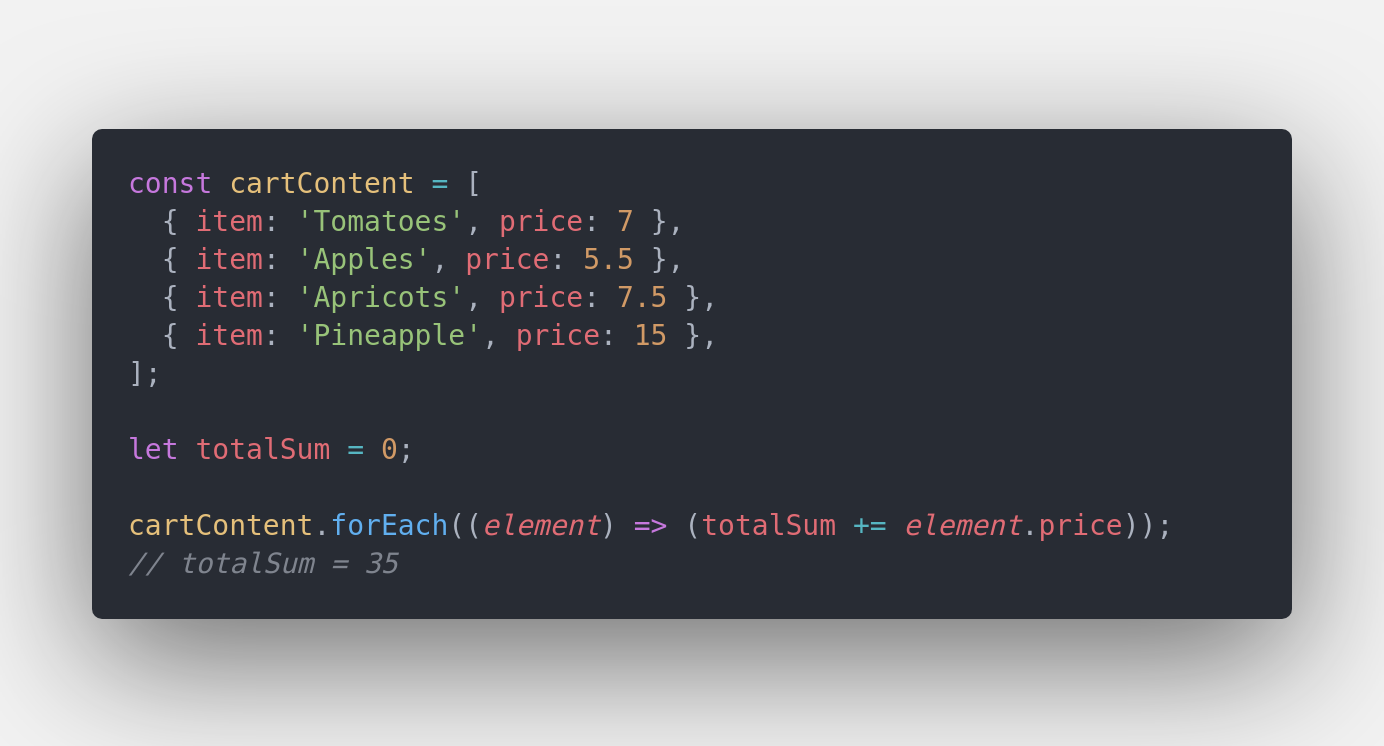 const cartContent = [
  { item: 'Tomatoes', price: 7 },
  { item: 'Apples', price: 5.5 },
  { item: 'Apricots', price: 7.5 },
  { item: 'Pineapple', price: 15 },
];
let totalSum = 0;
cartContent.forEach((element) => (totalSum += element.price));
// totalSum = 35